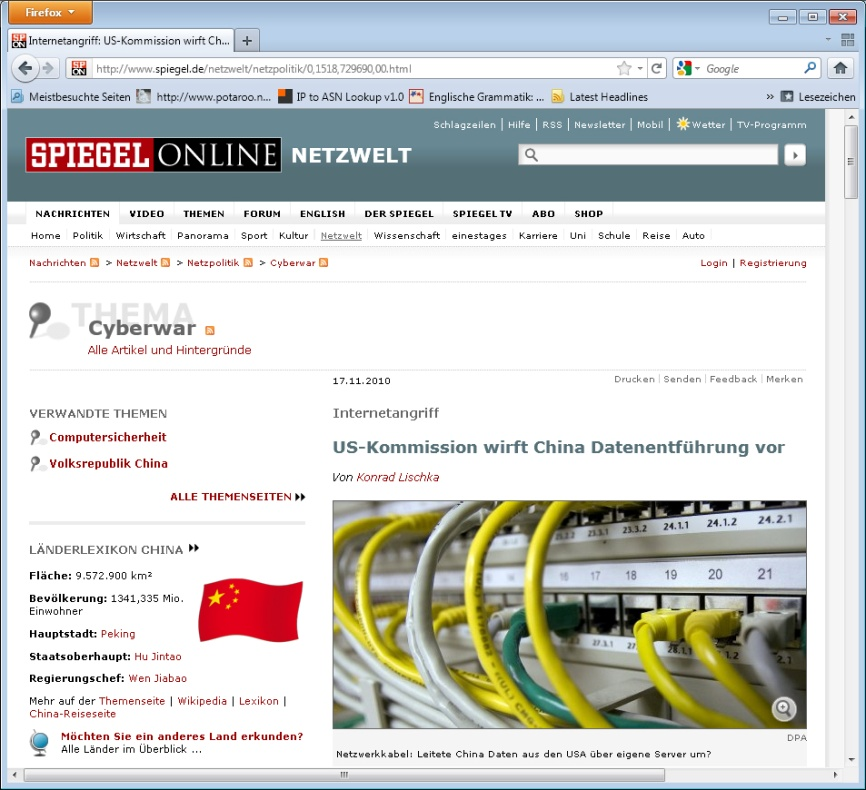 Firefox
Internetangriff: US-Kommission wirft Ch...
http://www.spiegel.de/netzwelt/netzpolitik/0,1518,729690,00.html
Google
Meistbesuchte Seiten http://www.potaroo.n... IP to ASN Lookup v1.0 Englische Grammatik: ... Latest Headlines » Lesezeichen
Schlagzeilen | Hilfe | RSS | Newsletter | Mobil | Wetter | TV-Programm
SPIEGEL ONLINE NETZWELT
NACHRICHTEN VIDEO THEMEN FORUM ENGLISH DER SPIEGEL SPIEGEL TV ABO SHOP
Home Politik Wirtschaft Panorama Sport Kultur Netzwelt Wissenschaft einestages Karriere Uni Schule Reise Auto
Nachrichten > Netzwelt > Netzpolitik > Cyberwar
Login | Registrierung
THEMA
Cyberwar
Alle Artikel und Hintergründe
17.11.2010
Drucken | Senden | Feedback | Merken
VERWANDTE THEMEN
Computersicherheit
Volksrepublik China
ALLE THEMENSEITEN
LÄNDERLEXIKON CHINA
Fläche: 9.572.900 km²
Bevölkerung: 1341,335 Mio.
Einwohner
Hauptstadt: Peking
Staatsoberhaupt: Hu Jintao
Regierungschef: Wen Jiabao
Mehr auf der Themenseite | Wikipedia | Lexikon |
China-Reiseseite
Möchten Sie ein anderes Land erkunden?
Alle Länder im Überblick ...
Internetangriff
US-Kommission wirft China Datenentführung vor
Von Konrad Lischka
23.3.2 24.1.1 24.1.2 24.2.1
16 17 18 19 20 21
27.3.1
DPA
Netzwerkkabel: Leitete China Daten aus den USA über eigene Server um?